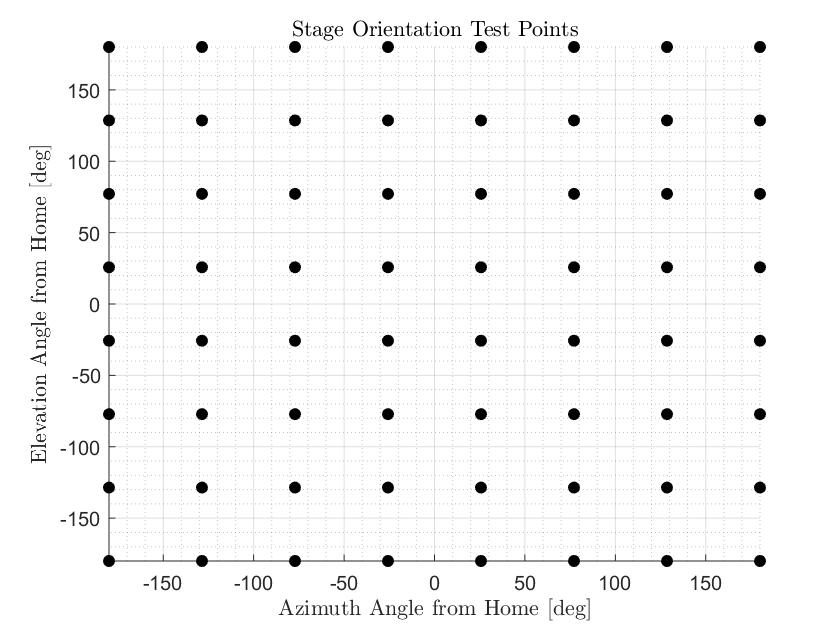 Stage Orientation Test Points
150
100
50
0
-50
-100
-150
Elevation Angle from Home [deg]
-150 -100 -50 0 50 100 150
Azimuth Angle from Home [deg]